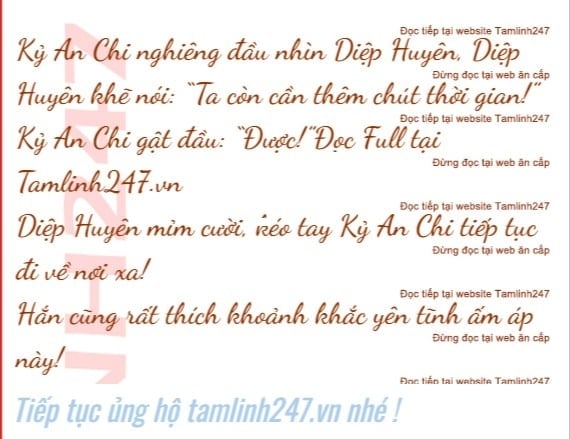 Đọc tiếp tại website Tamlinh247
Kỷ An Chi nghiêng đầu nhìn Diệp Huyên, Diệp
Đừng đọc tại web ăn cắp
Huyên khẽ nói: “Ta còn cần thêm chút thời gian!”
Đọc tiếp tại website Tamlinh247
Kỷ An Chi gật đầu: “Được!”Đọc Full tại
Đừng đọc tại web ăn cắp
Tamlinh247.vn
Đọc tiếp tại website Tamlinh247
Diệp Huyên mỉm cười, kéo tay Kỷ An Chi tiếp tục
Đừng đọc tại web ăn cắp
đi về nơi xa!
Đọc tiếp tại website Tamlinh247
Hắn cũng rất thích khoảnh khắc yên tĩnh ấm áp
Đừng đọc tại web ăn cắp
này!
Đọc tiếp tại website Tamlinh247
NH247
Tiếp tục ủng hộ tamlinh247.vn nhé !